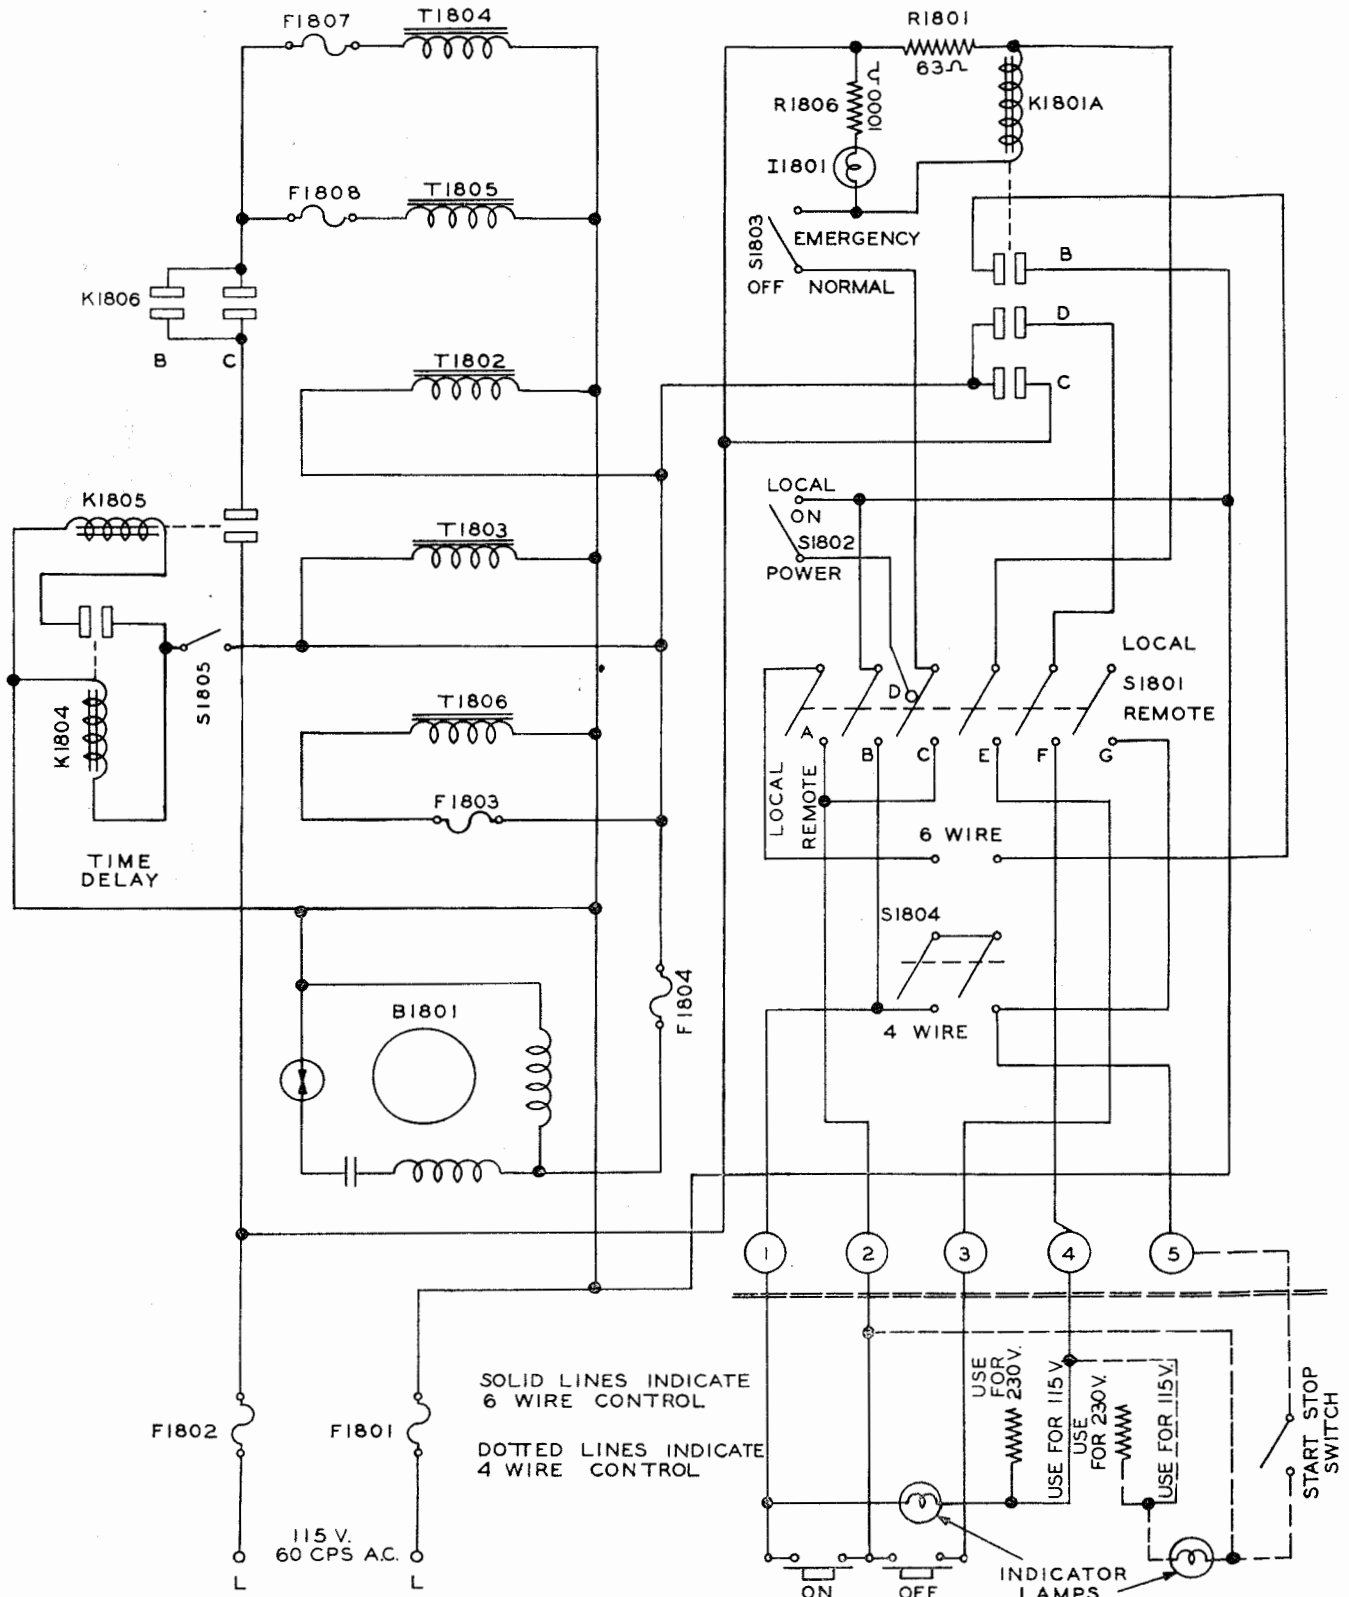 F1807
T1804
R1801
63Ω
R1806
1000Ω
K1801A
I1801
F1808
T1805
EMERGENCY
S1803
OFF NORMAL
B
K1806
D
B C
T1802
C
LOCAL
ON
S1802
POWER
K1805
T1803
LOCAL
S1801
REMOTE
D
S1805
K1804
T1806
A
B
C
E
F
G
LOCAL
REMOTE
F1803
6 WIRE
TIME
DELAY
S1804
4 WIRE
F1804
B1801
1
2
3
4
5
SOLID LINES INDICATE
6 WIRE CONTROL
DOTTED LINES INDICATE
4 WIRE CONTROL
USE
FOR
230V.
USE FOR 115V.
USE
FOR 230V.
USE FOR 115V.
START STOP
SWITCH
F1802
F1801
115 V.
60 CPS A.C.
L
L
ON
OFF
INDICATOR
LAMPS